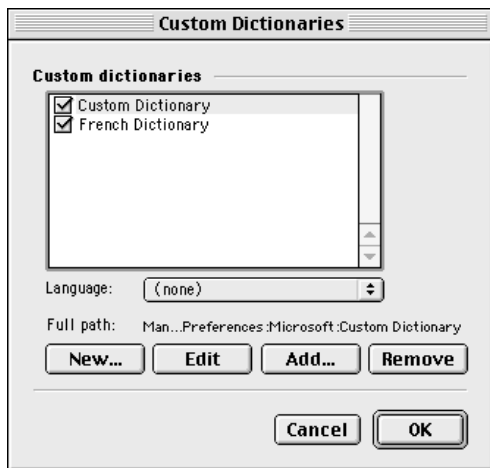 Custom Dictionaries
Custom dictionaries
Custom Dictionary
French Dictionary
Language: (none)
Full path: Man...Preferences:Microsoft:Custom Dictionary
New... Edit Add... Remove
Cancel OK